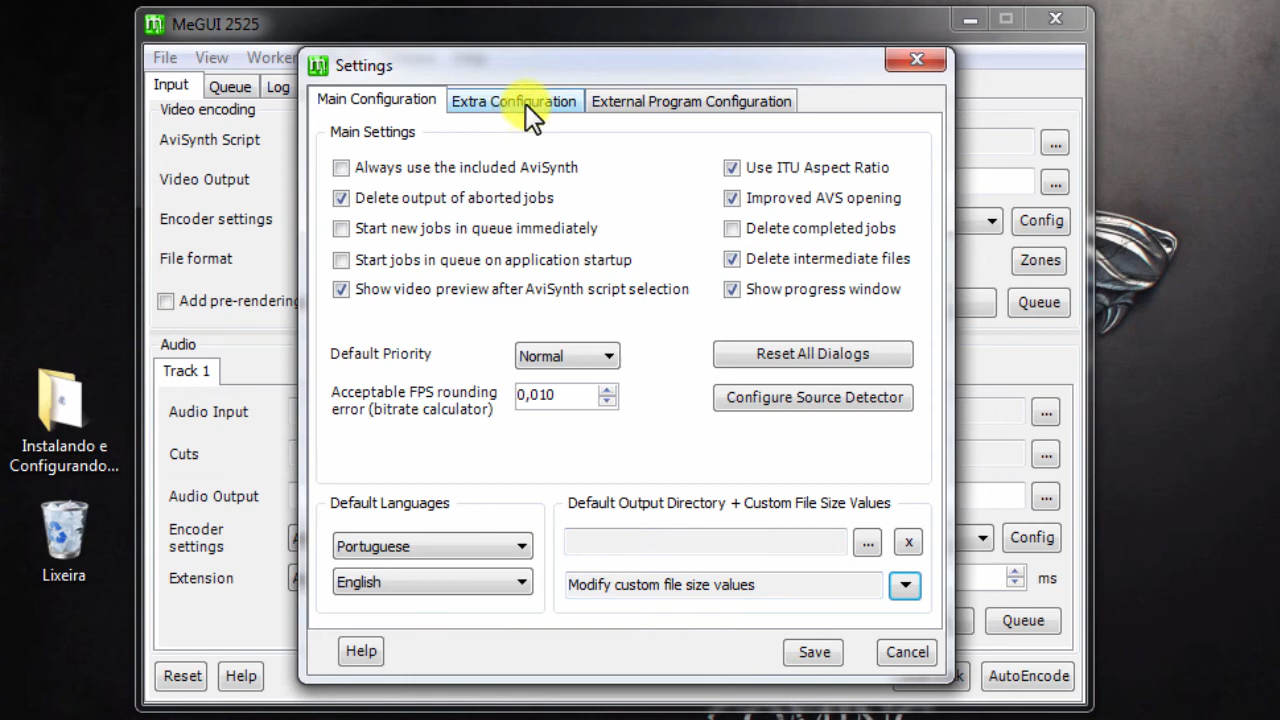 MeGUI 2525
File View Worker
Input Queue Log
Video encoding
AviSynth Script
...
Video Output
...
Encoder settings
Config
File format
Zones
Add pre-rendering
Queue
Audio
Track 1
Audio Input
...
Cuts
...
Audio Output
...
Encoder
settings
Config
Extension
ms
Queue
Reset Help
AutoEncode
Settings
Main Configuration Extra Configuration External Program Configuration
Main Settings
Always use the included AviSynth
Use ITU Aspect Ratio
Delete output of aborted jobs
Improved AVS opening
Start new jobs in queue immediately
Delete completed jobs
Start jobs in queue on application startup
Delete intermediate files
Show video preview after AviSynth script selection
Show progress window
Default Priority
Normal
Reset All Dialogs
Acceptable FPS rounding
error (bitrate calculator)
0,010
Configure Source Detector
Default Languages
Portuguese
English
Default Output Directory + Custom File Size Values
... x
Modify custom file size values
Help
Save Cancel
Instalando e
Configurando...
Lixeira